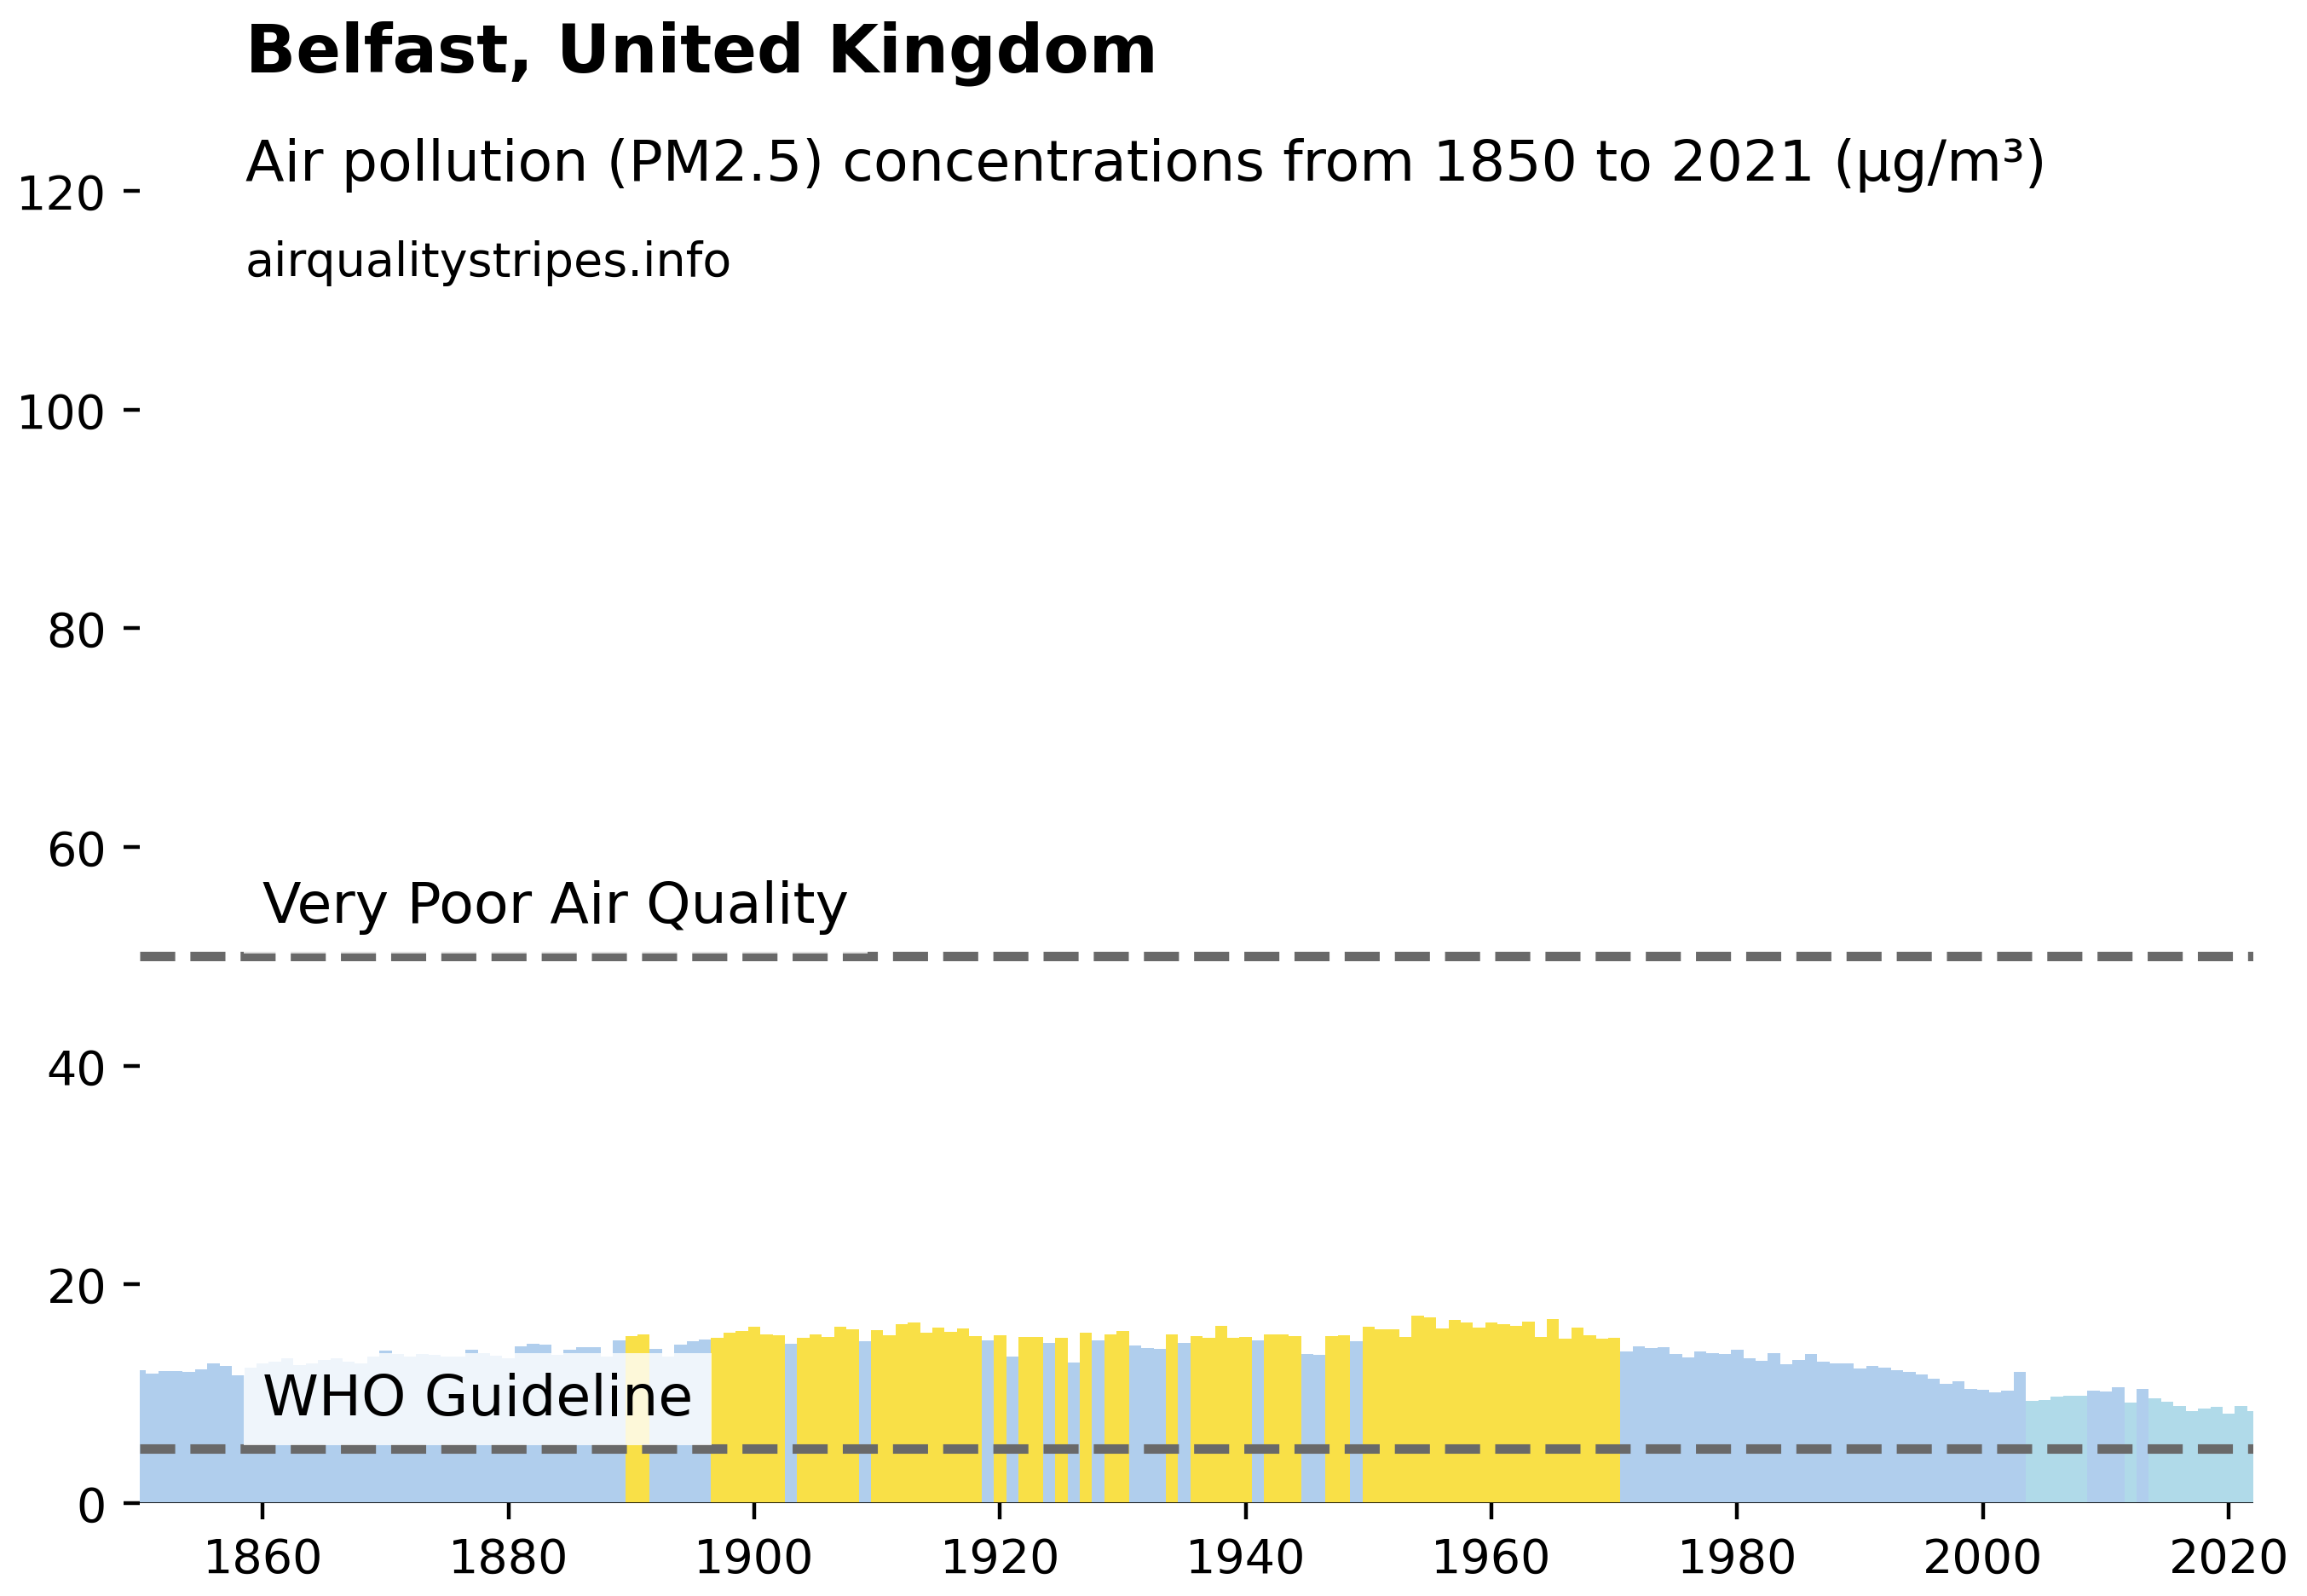 Belfast, United Kingdom
Air pollution (PM2.5) concentrations from 1850 to 2021 (µg/m³)
airqualitystripes.info
120
100
80
60
Very Poor Air Quality
40
20
WHO Guideline
0
1860 1880 1900 1920 1940 1960 1980 2000 2020